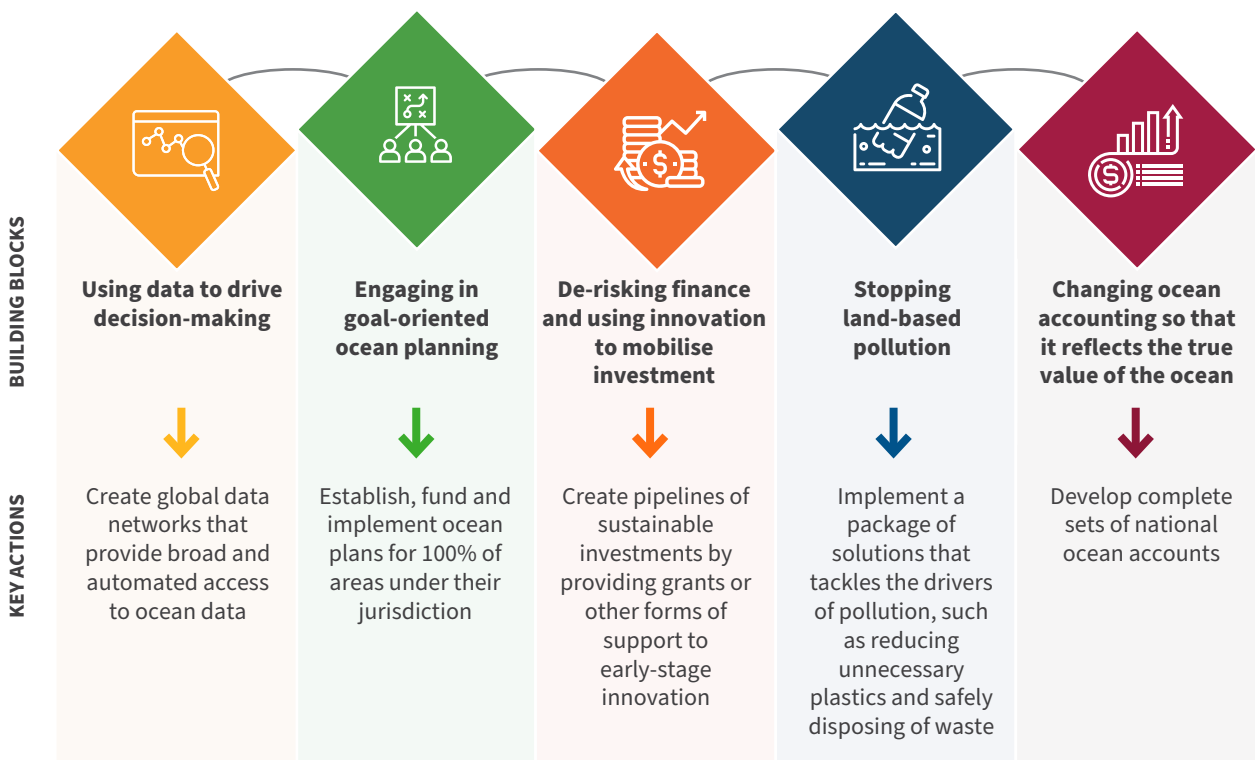 BUILDING BLOCKS
Using data to drive
decision-making
Engaging in
goal-oriented
ocean planning
De-risking finance
and using innovation
to mobilise
investment
Stopping
land-based
pollution
Changing ocean
accounting so that
it reflects the true
value of the ocean
KEY ACTIONS
Create global data
networks that
provide broad and
automated access
to ocean data
Establish, fund and
implement ocean
plans for 100% of
areas under their
jurisdiction
Create pipelines of
sustainable
investments by
providing grants or
other forms of
support to
early-stage
innovation
Implement a
package of
solutions that
tackles the drivers
of pollution, such
as reducing
unnecessary
plastics and safely
disposing of waste
Develop complete
sets of national
ocean accounts